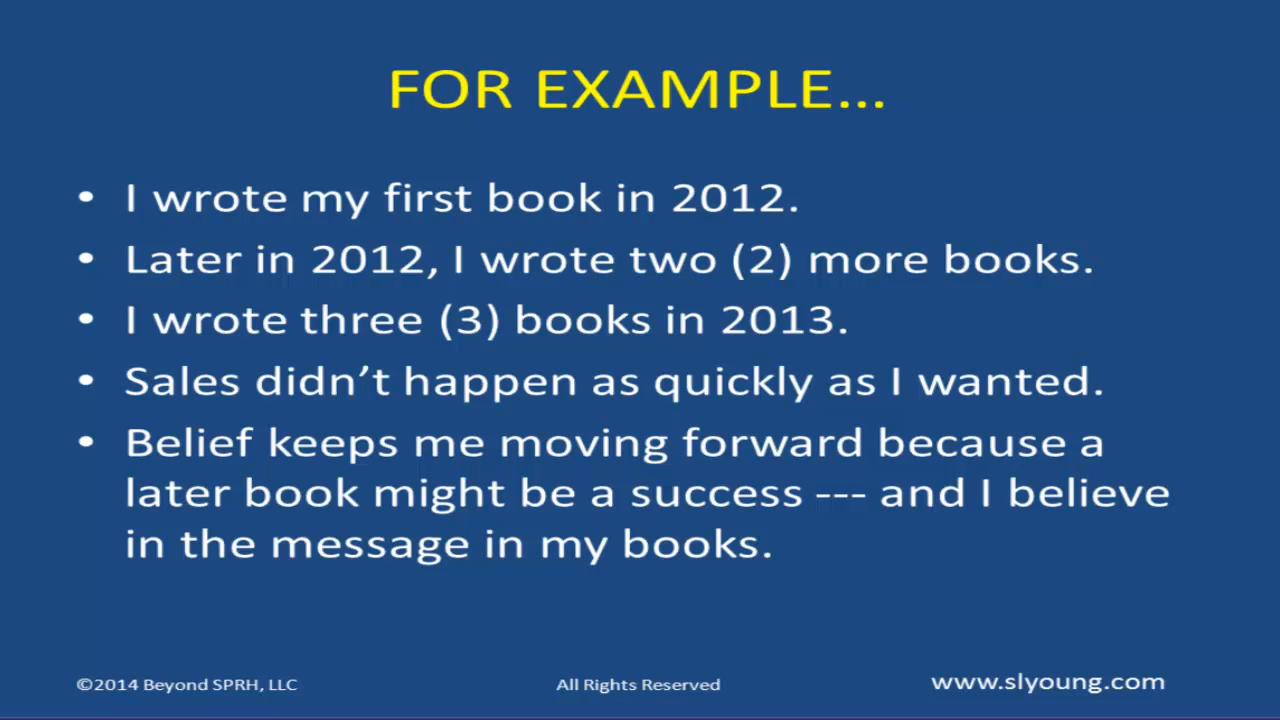 FOR EXAMPLE...
• I wrote my first book in 2012.
• Later in 2012, I wrote two (2) more books.
• I wrote three (3) books in 2013.
• Sales didn’t happen as quickly as I wanted.
• Belief keeps me moving forward because a
later book might be a success --- and I believe
in the message in my books.
©2014 Beyond SPRH, LLC
All Rights Reserved
www.slyoung.com